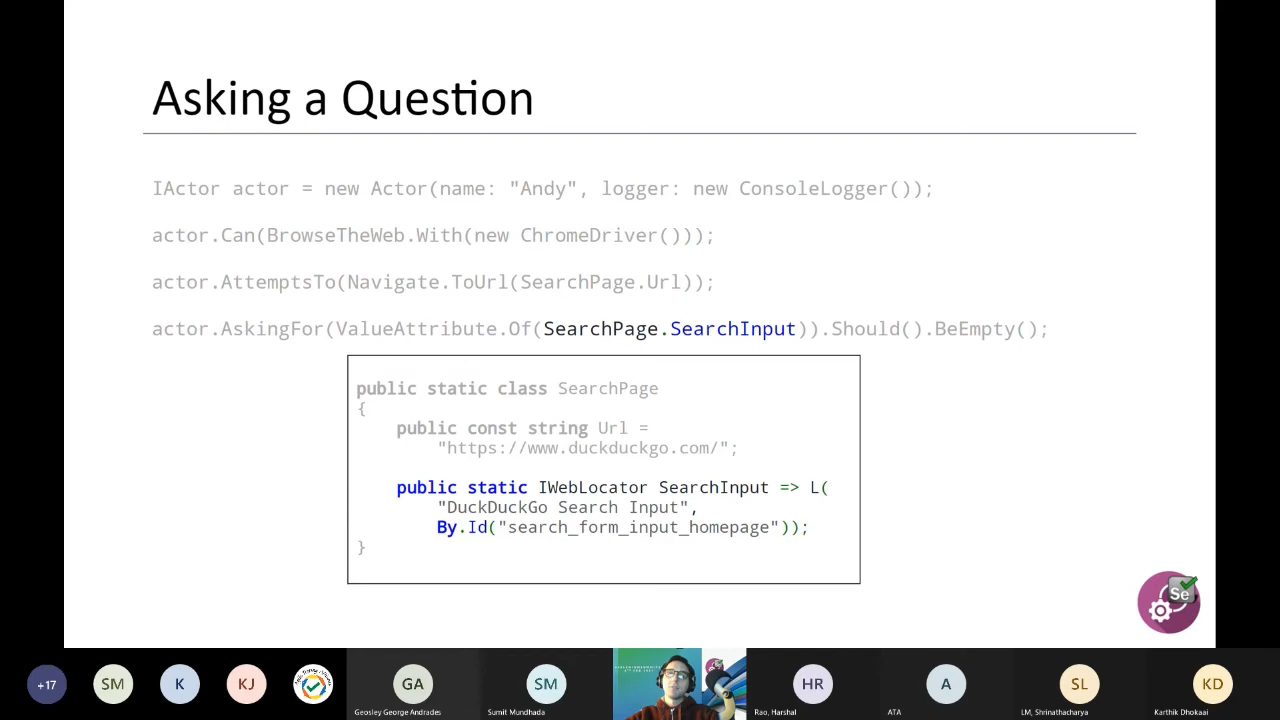 Asking a Question
IActor actor = new Actor(name: "Andy", logger: new ConsoleLogger());
actor.Can(BrowseTheWeb.With(new ChromeDriver()));
actor.AttemptsTo(Navigate.ToUrl(SearchPage.Url));
actor.AskingFor(ValueAttribute.Of(SearchPage.SearchInput)).Should().BeEmpty();
public static class SearchPage
{
public const string Url =
"https://www.duckduckgo.com/";
public static IWebLocator SearchInput => L(
"DuckDuckGo Search Input",
By.Id("search_form_input_homepage"));
}
Se
+17
SM
K
KJ
GA
SM
HR
A
SL
KD
Geosley George Andrades
Sumit Mundhada
Rao, Harshal
ATA
LM, Shrinathacharya
Karthik Dhokaai